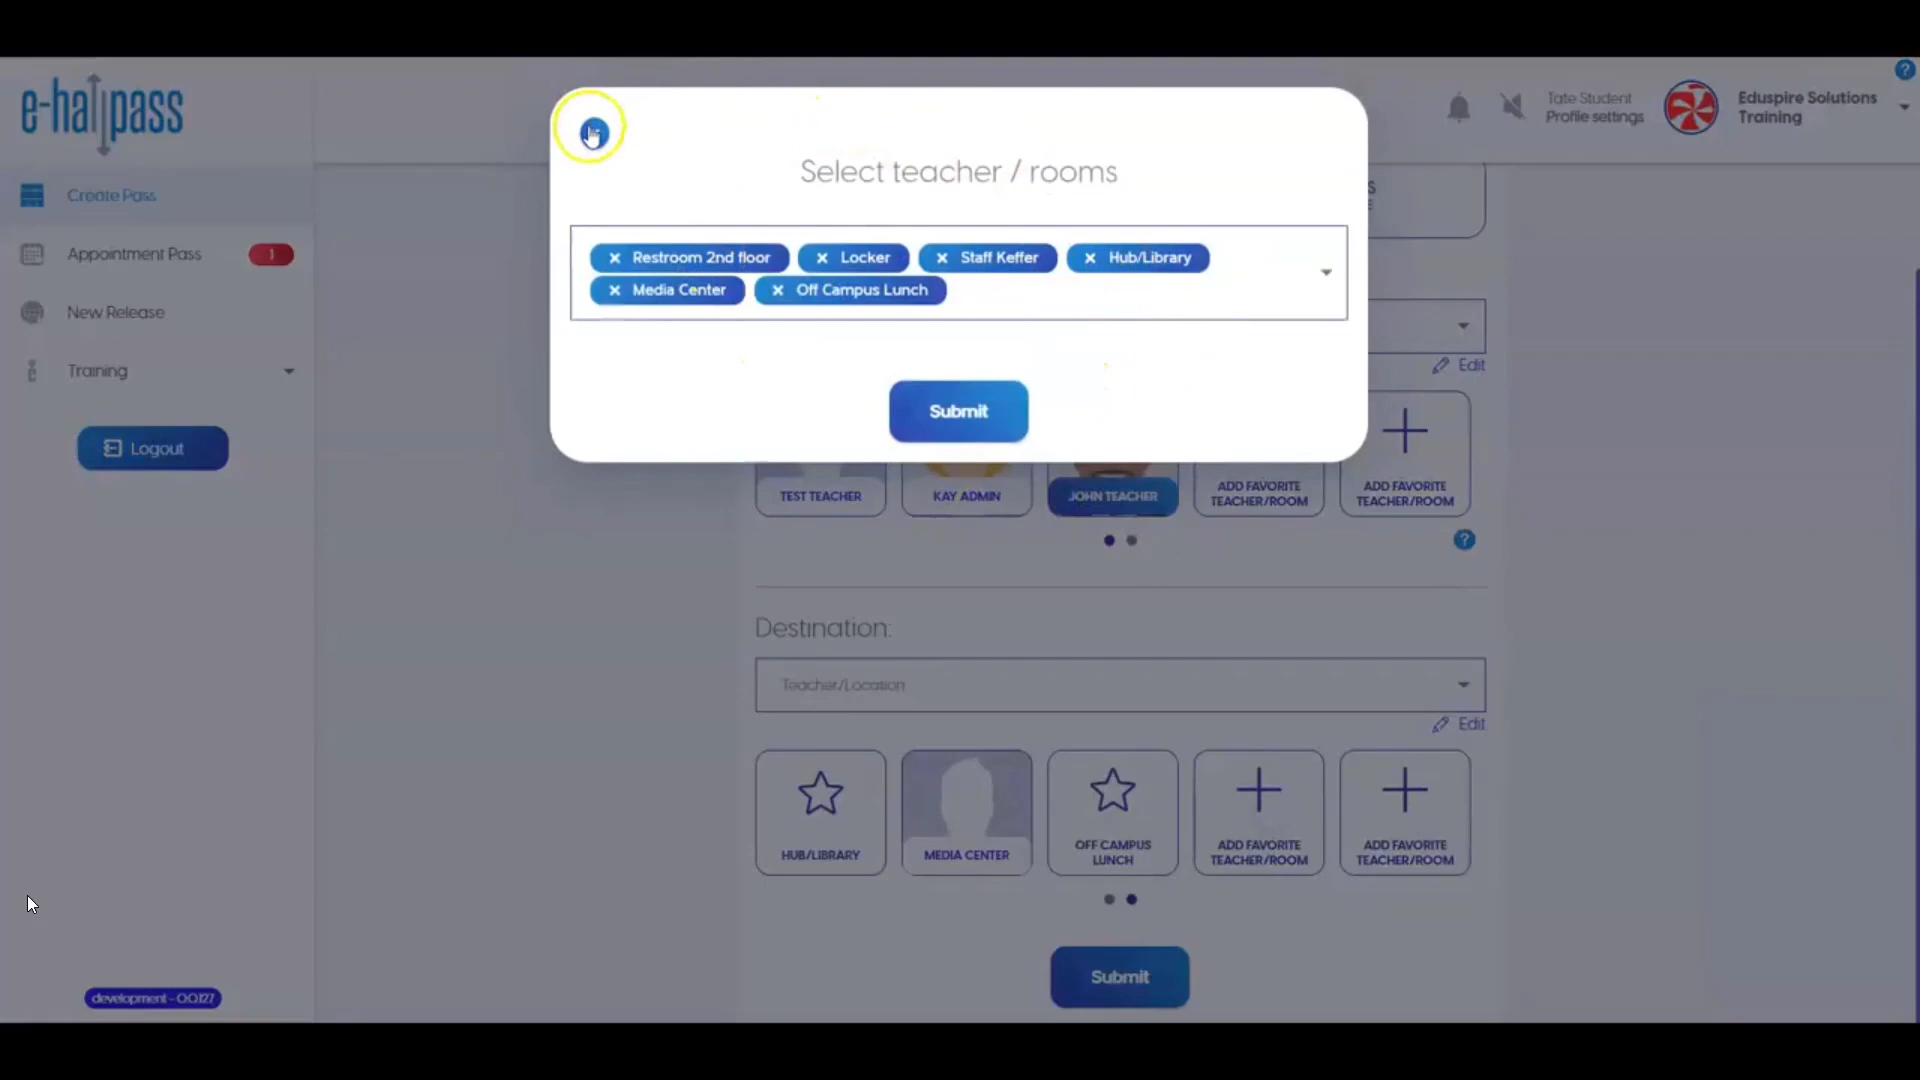 e-hallpass
Create Pass
Appointment Pass 1
New Release
Training
Logout
development - 0.0.127
Tate Student
Profile settings
Eduspire Solutions
Training
?
Select teacher / rooms
× Restroom 2nd floor × Locker × Staff Keffer × Hub/Library
× Media Center × Off Campus Lunch
Submit
Edit
TEST TEACHER
KAY ADMIN
JOHN TEACHER
ADD FAVORITE
TEACHER/ROOM
ADD FAVORITE
TEACHER/ROOM
?
Destination:
Teacher/Location
Edit
HUB/LIBRARY
MEDIA CENTER
OFF CAMPUS
LUNCH
ADD FAVORITE
TEACHER/ROOM
ADD FAVORITE
TEACHER/ROOM
Submit